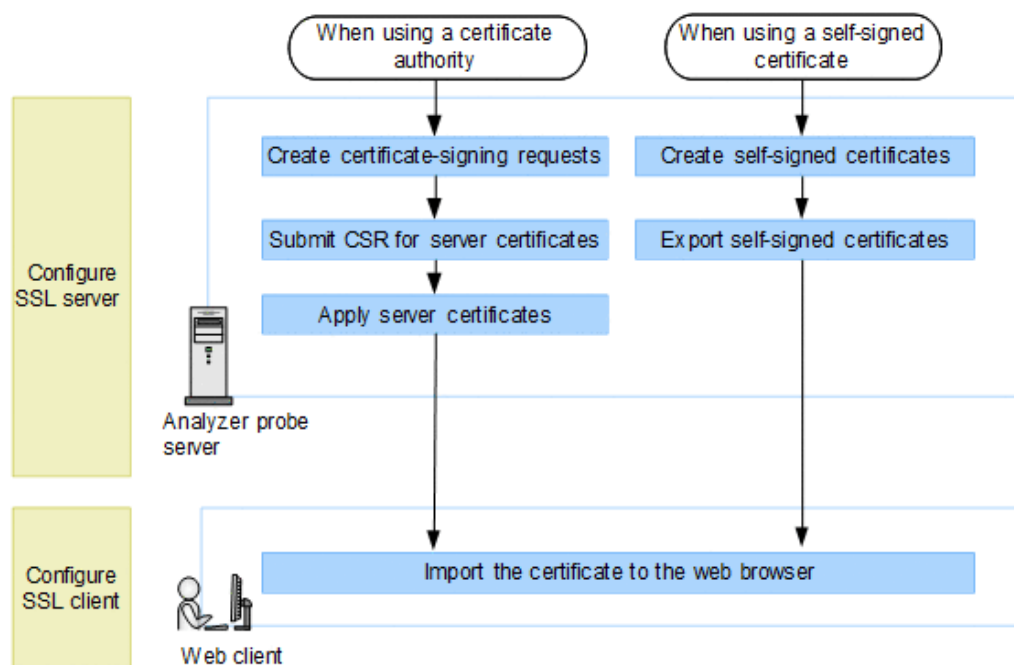 When using a certificate
authority
When using a self-signed
certificate
Create certificate-signing requests
Create self-signed certificates
Submit CSR for server certificates
Export self-signed certificates
Configure
SSL server
Apply server certificates
Analyzer probe
server
Configure
SSL client
Import the certificate to the web browser
Web client